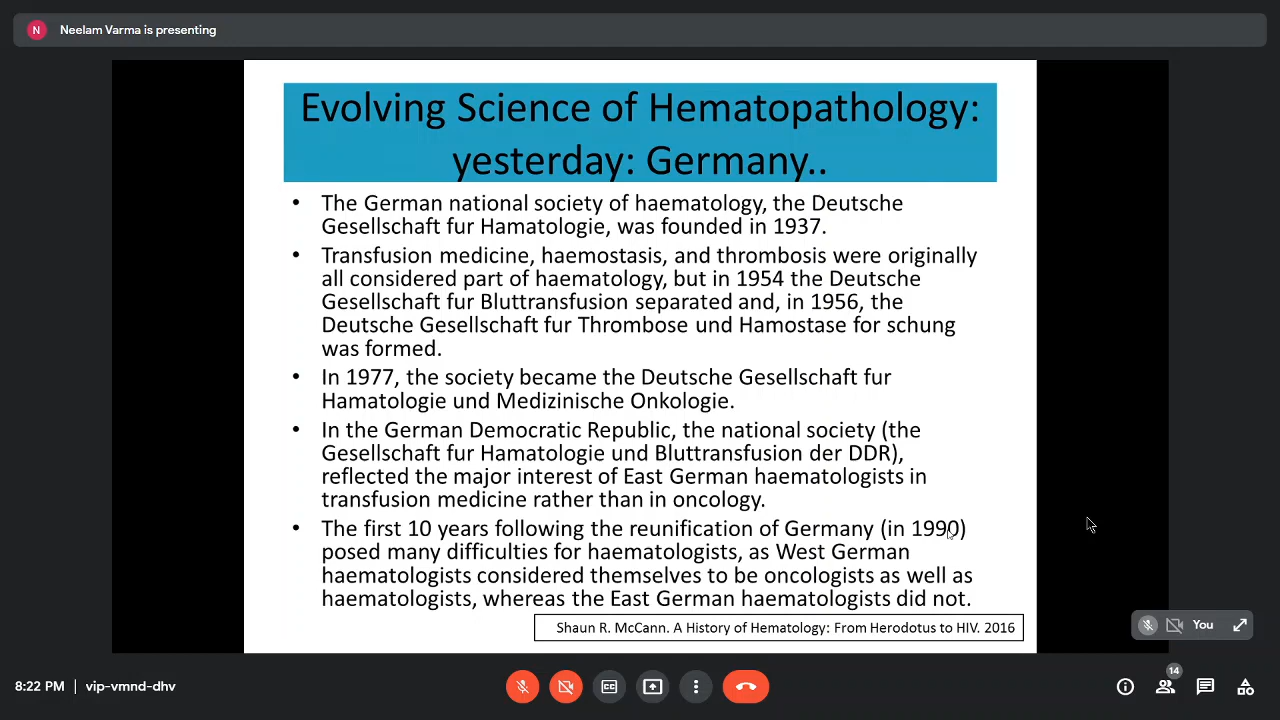 N
Neelam Varma is presenting
Evolving Science of Hematopathology:
yesterday: Germany..
• The German national society of haematology, the Deutsche
Gesellschaft fur Hamatologie, was founded in 1937.
• Transfusion medicine, haemostasis, and thrombosis were originally
all considered part of haematology, but in 1954 the Deutsche
Gesellschaft fur Bluttransfusion separated and, in 1956, the
Deutsche Gesellschaft fur Thrombose und Hamostase for schung
was formed.
• In 1977, the society became the Deutsche Gesellschaft fur
Hamatologie und Medizinische Onkologie.
• In the German Democratic Republic, the national society (the
Gesellschaft fur Hamatologie und Bluttransfusion der DDR),
reflected the major interest of East German haematologists in
transfusion medicine rather than in oncology.
• The first 10 years following the reunification of Germany (in 1990)
posed many difficulties for haematologists, as West German
haematologists considered themselves to be oncologists as well as
haematologists, whereas the East German haematologists did not.
Shaun R. McCann. A History of Hematology: From Herodotus to HIV. 2016
You
8:22 PM | vip-vmnd-dhv
CC
14